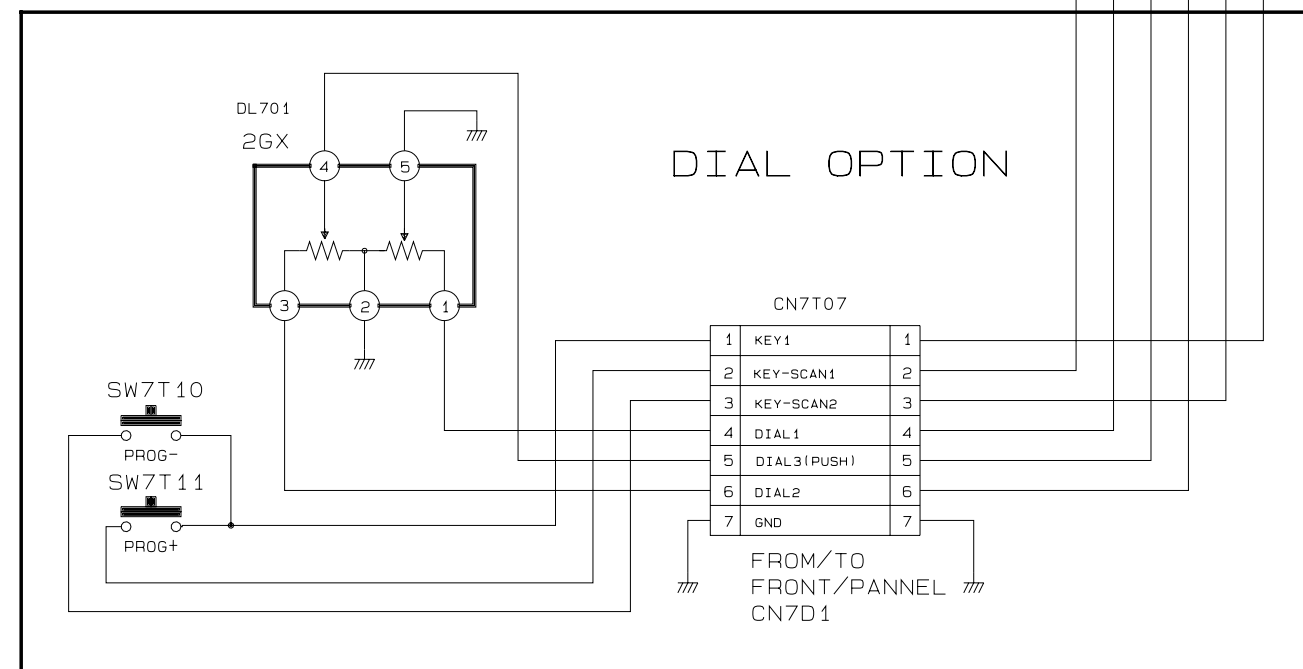 DL701
2GX
4
5
DIAL OPTION
3
2
1
CN7T07
1 KEY1 1
2 KEY-SCAN1 2
3 KEY-SCAN2 3
4 DIAL1 4
5 DIAL3(PUSH) 5
6 DIAL2 6
7 GND 7
SW7T10
PROG-
SW7T11
PROG+
FROM/TO
FRONT/PANNEL
CN7D1